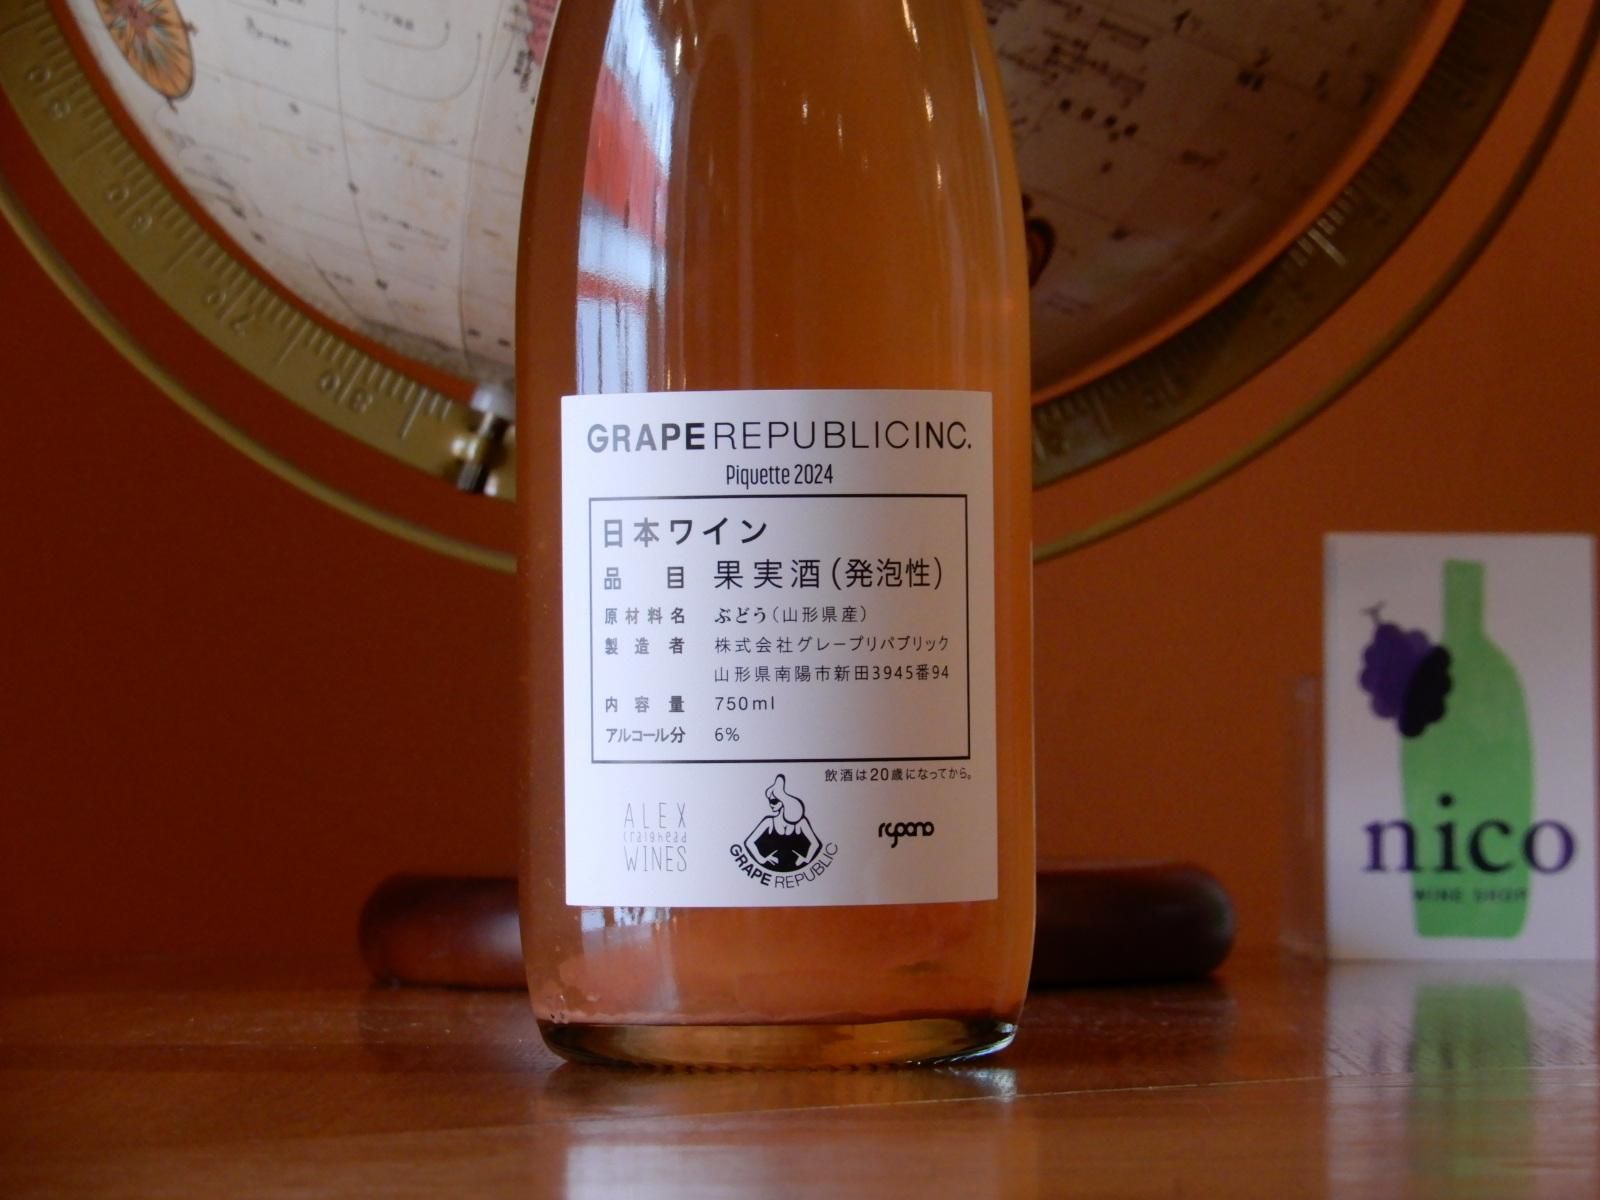 GRAPE REPUBLIC INC.
Piquette 2024
日本ワイン
品目 果実酒(発泡性)
原材料名 ぶどう(山形県産)
製造者 株式会社グレープリパブリック
山形県南陽市新田3945番94
内容量 750ml
アルコール分 6%
飲酒は20歳になってから。
ALEX
craighead
WINES
GRAPE REPUBLIC
nico
WINE SHOP